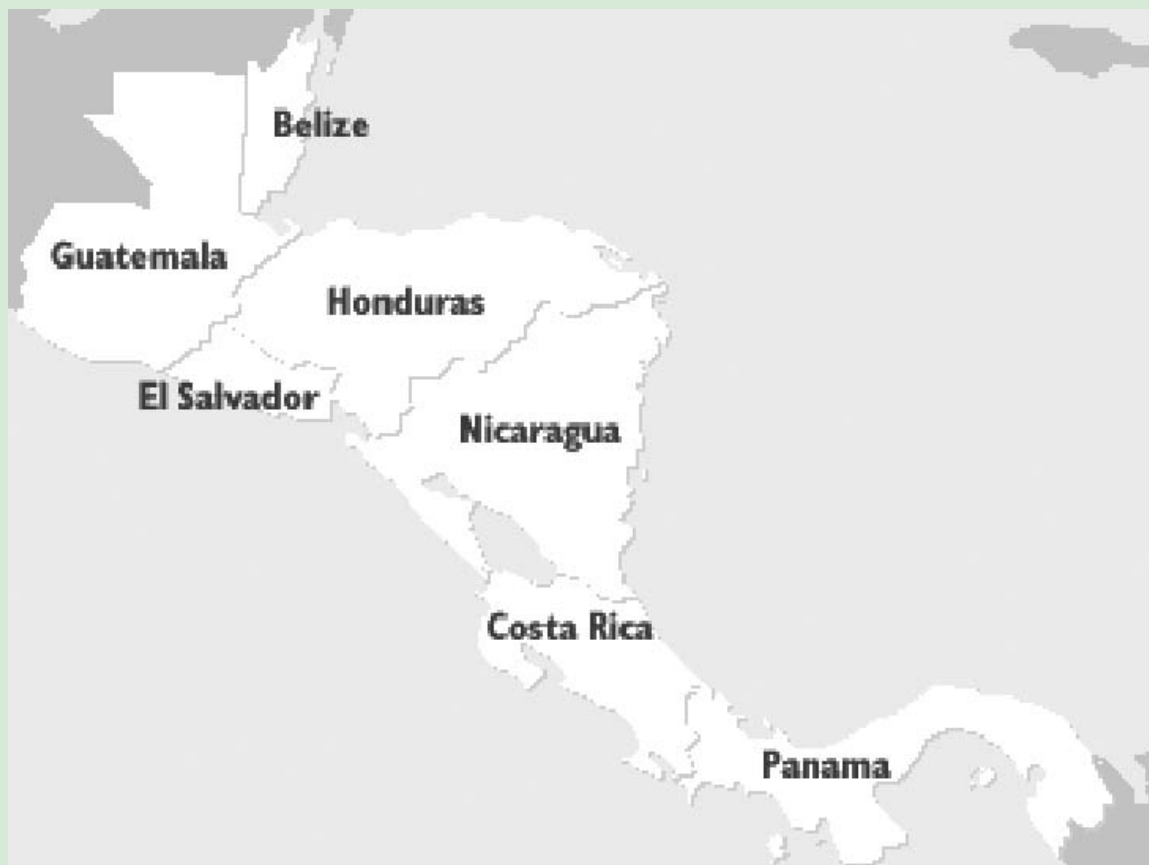 Belize
Guatemala
Honduras
El Salvador
Nicaragua
Costa Rica
Panama